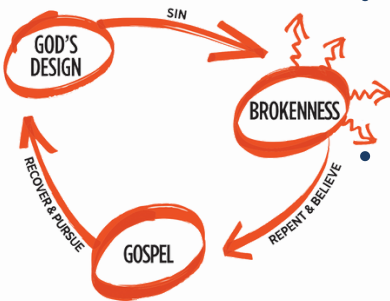 GOD'S
DESIGN
SIN
BROKENNESS
REPENT & BELIEVE
GOSPEL
RECOVER & PURSUE